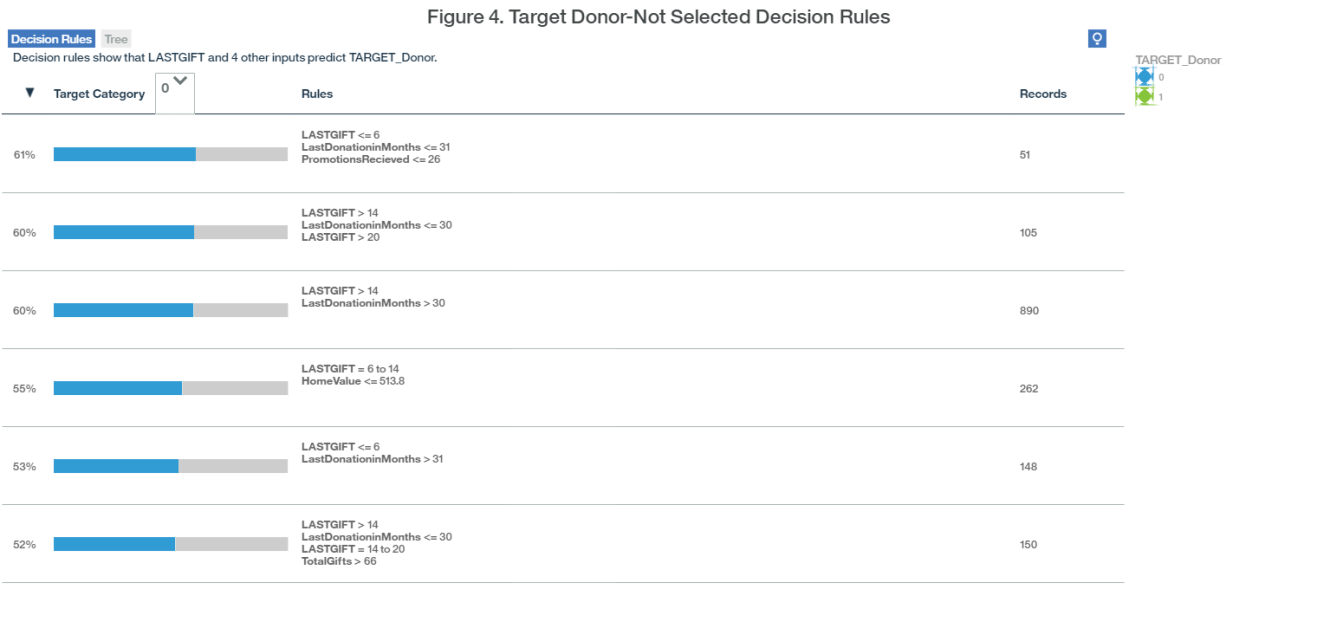 Figure 4. Target Donor-Not Selected Decision Rules
Decision Rules Tree
Decision rules show that LASTGIFT and 4 other inputs predict TARGET_Donor.
TARGET_Donor
0
1
Target Category 0 Rules Records
61%
LASTGIFT <= 6
LastDonationinMonths <= 31
PromotionsRecieved <= 26
51
60%
LASTGIFT > 14
LastDonationinMonths <= 30
LASTGIFT > 20
105
60%
LASTGIFT > 14
LastDonationinMonths > 30
890
55%
LASTGIFT = 6 to 14
HomeValue <= 513.8
262
53%
LASTGIFT <= 6
LastDonationinMonths > 31
148
52%
LASTGIFT > 14
LastDonationinMonths <= 30
LASTGIFT = 14 to 20
TotalGifts > 66
150